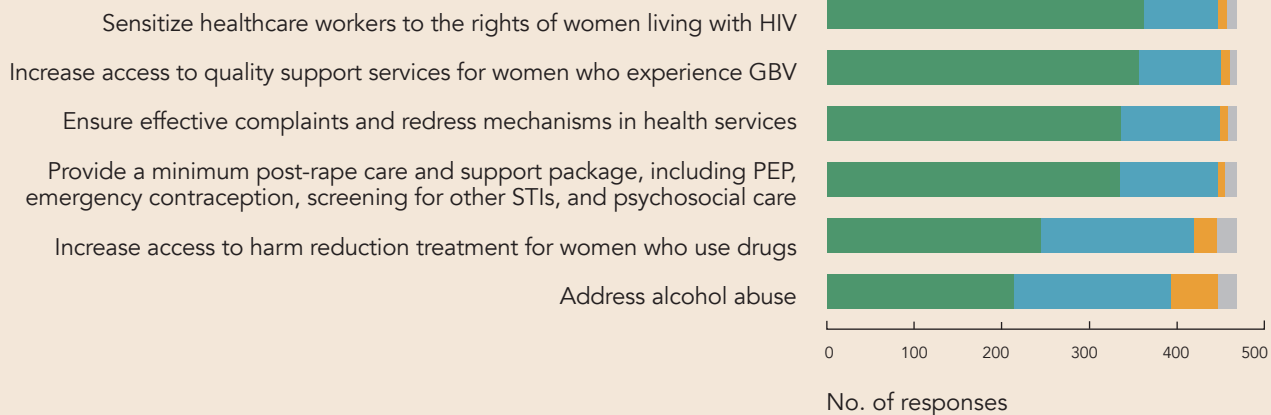 Sensitize healthcare workers to the rights of women living with HIV
Increase access to quality support services for women who experience GBV
Ensure effective complaints and redress mechanisms in health services
Provide a minimum post-rape care and support package, including PEP,
emergency contraception, screening for other STIs, and psychosocial care
Increase access to harm reduction treatment for women who use drugs
Address alcohol abuse
0 100 200 300 400 500
No. of responses